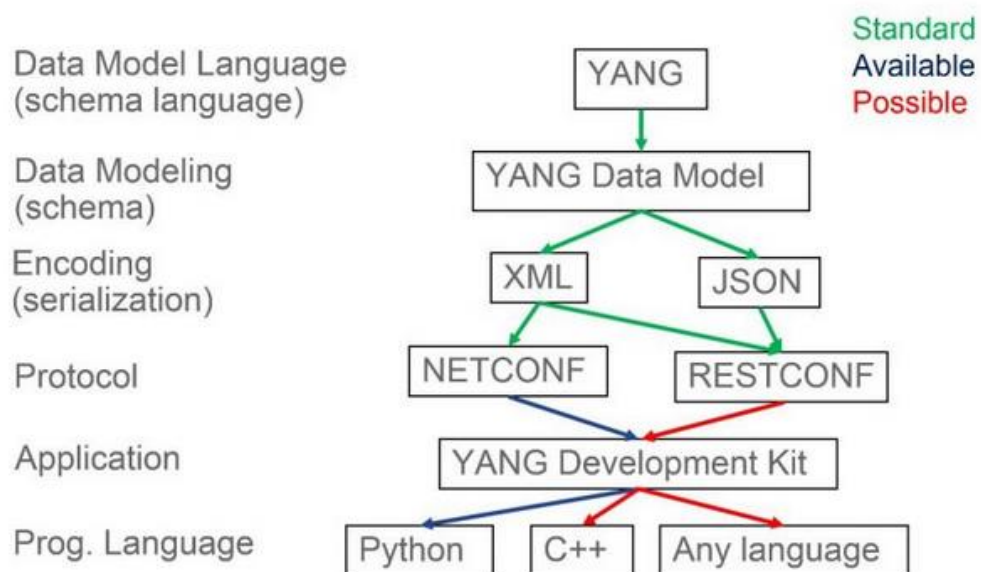 Standard
Available
Possible
Data Model Language
(schema language)
YANG
Data Modeling
(schema)
YANG Data Model
Encoding
(serialization)
XML
JSON
Protocol
NETCONF
RESTCONF
Application
YANG Development Kit
Prog. Language
Python
C++
Any language